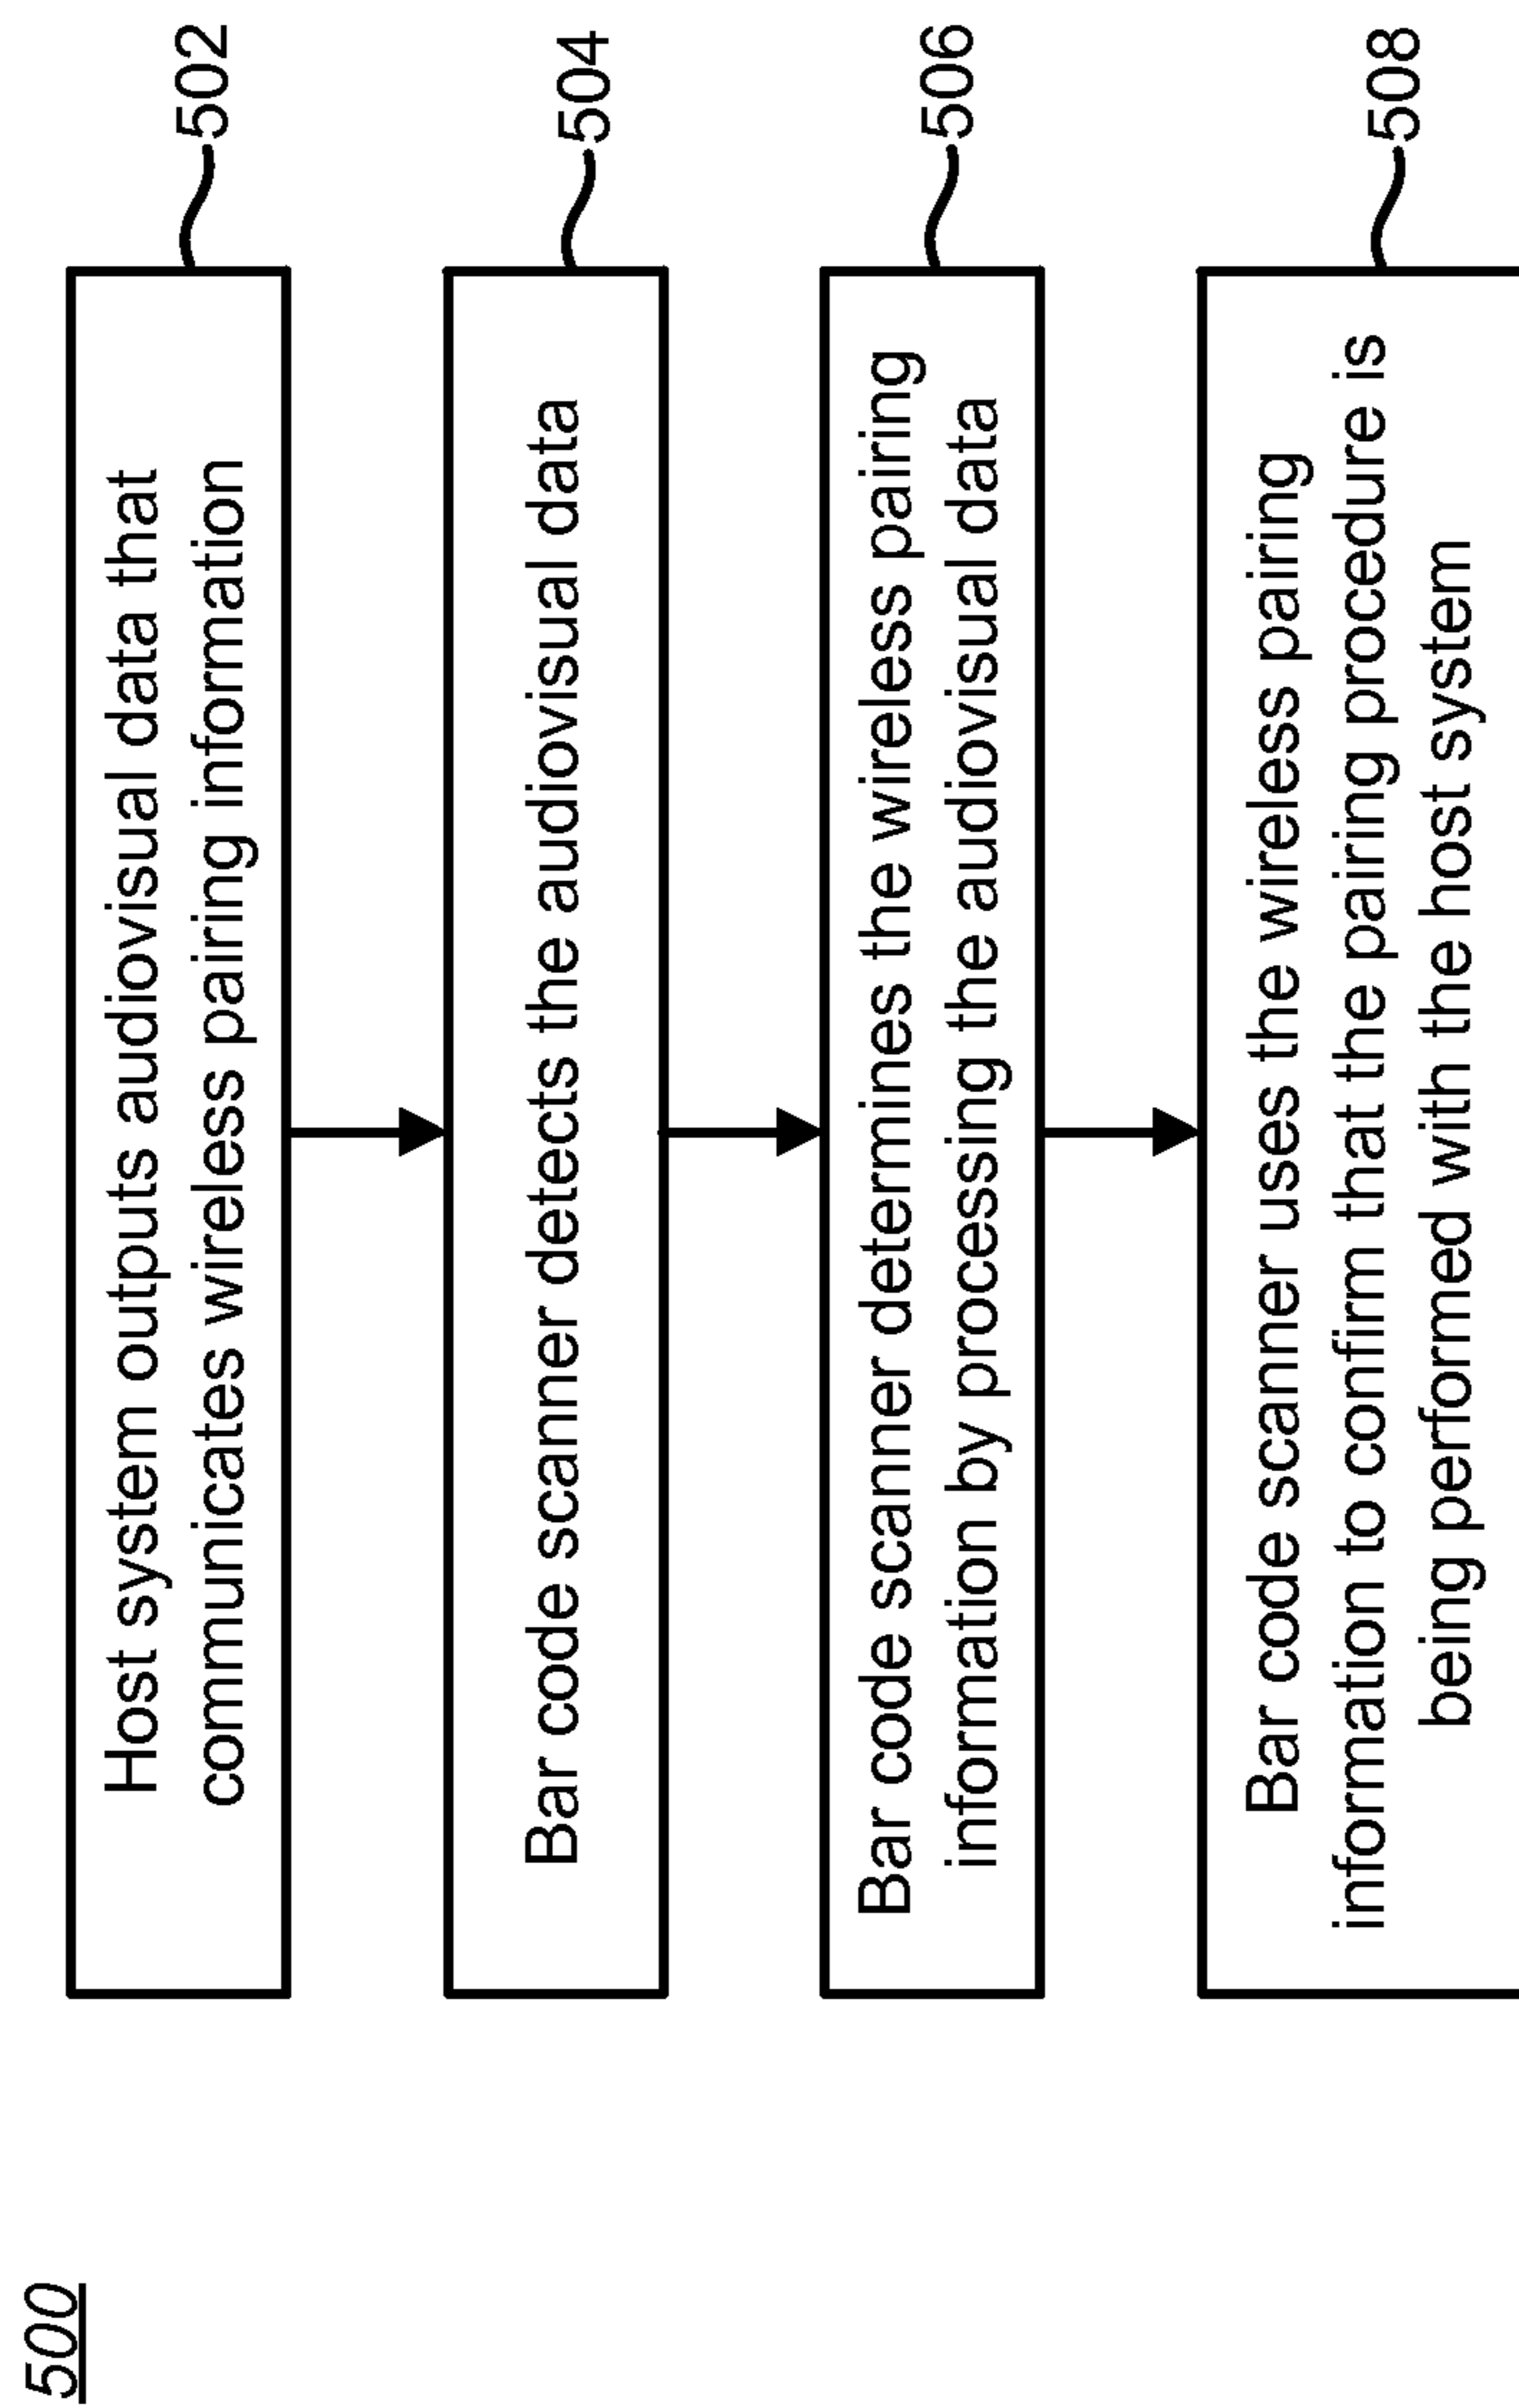 500
Host system outputs audiovisual data that
communicates wireless pairing information
502
Bar code scanner detects the audiovisual data
504
Bar code scanner determines the wireless pairing
information by processing the audiovisual data
506
Bar code scanner uses the wireless pairing
information to confirm that the pairing procedure is
being performed with the host system
508